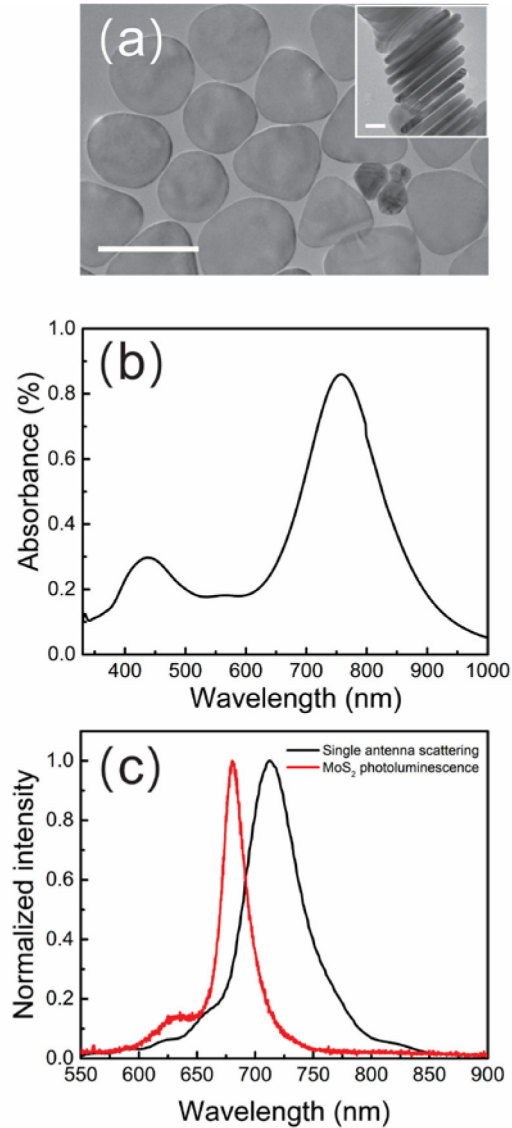 (a)
(b)
Absorbance (%)
1.0
0.8
0.6
0.4
0.2
0.0
400 500 600 700 800 900 1000
Wavelength (nm)
(c)
Single antenna scattering
MoS₂ photoluminescence
Normalized intensity
1.0
0.8
0.6
0.4
0.2
0.0
550 600 650 700 750 800 850 900
Wavelength (nm)